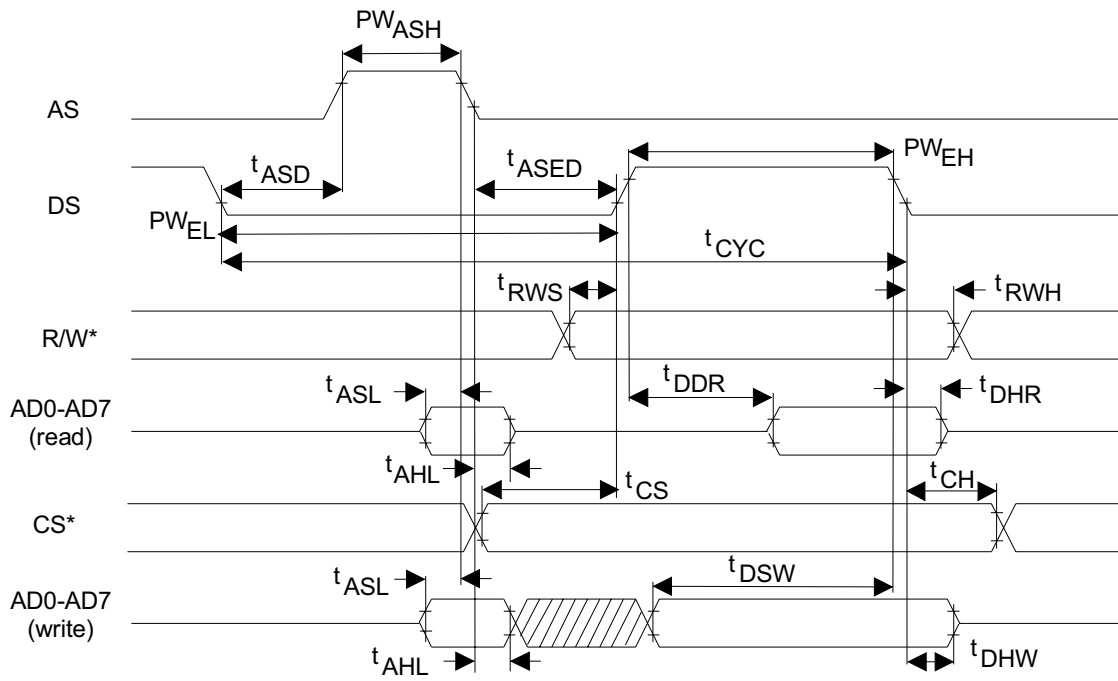 PWASH
AS
tASD
tASED
PWEH
DS
PWEL
tCYC
tRWS
tRWH
R/W*
tASL
tDDR
tDHR
AD0-AD7
(read)
tAHL
tCS
tCH
CS*
tASL
tDSW
AD0-AD7
(write)
tAHL
tDHW